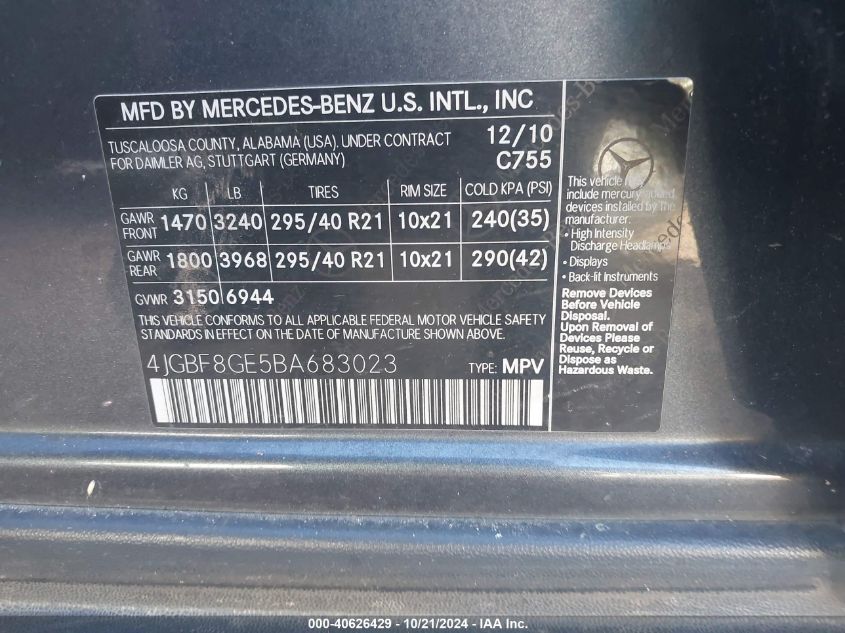 MFD BY MERCEDES-BENZ U.S. INTL., INC
TUSCALOOSA COUNTY, ALABAMA (USA). UNDER CONTRACT
FOR DAIMLER AG, STUTTGART (GERMANY)
12/10
C755
KG LB TIRES RIM SIZE COLD KPA (PSI)
GAWR FRONT 1470 3240 295/40 R21 10x21 240(35)
GAWR REAR 1800 3968 295/40 R21 10x21 290(42)
GVWR 3150 6944
THIS VEHICLE CONFORMS TO ALL APPLICABLE FEDERAL MOTOR VEHICLE SAFETY
STANDARDS IN EFFECT ON THE DATE OF MANUFACTURE SHOWN ABOVE.
4JGBF8GE5BA683023 TYPE: MPV
This vehicle may
include mercury-added
devices installed by the
manufacturer.
• High Intensity
Discharge Headlamps
• Displays
• Back-lit Instruments
Remove Devices
Before Vehicle
Disposal.
Upon Removal of
Devices Please
Reuse, Recycle or
Dispose as
Hazardous Waste.
000-40626429 - 10/21/2024 - © IAA Inc.